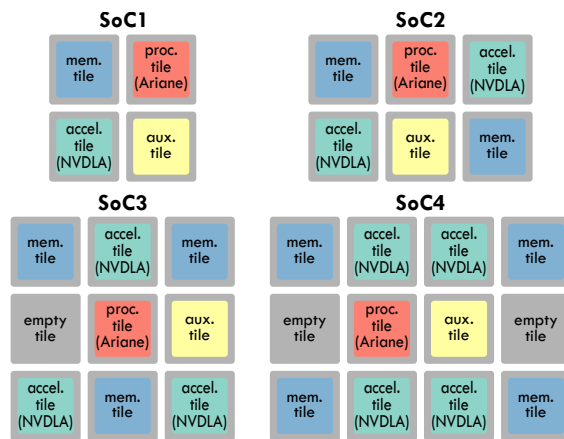 SoC1
mem.
tile
proc.
tile
(Ariane)
accel.
tile
(NVDLA)
aux.
tile
SoC2
mem.
tile
proc.
tile
(Ariane)
accel.
tile
(NVDLA)
accel.
tile
(NVDLA)
aux.
tile
mem.
tile
SoC3
mem.
tile
accel.
tile
(NVDLA)
mem.
tile
empty
tile
proc.
tile
(Ariane)
aux.
tile
accel.
tile
(NVDLA)
mem.
tile
accel.
tile
(NVDLA)
SoC4
mem.
tile
accel.
tile
(NVDLA)
accel.
tile
(NVDLA)
mem.
tile
empty
tile
proc.
tile
(Ariane)
aux.
tile
empty
tile
mem.
tile
accel.
tile
(NVDLA)
accel.
tile
(NVDLA)
mem.
tile